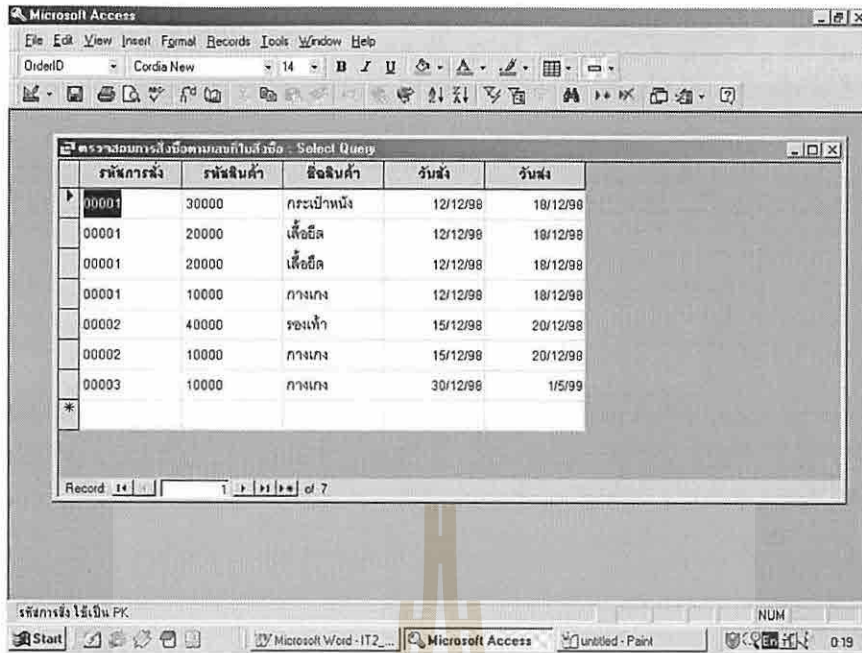 Microsoft Access
File Edit View Insert Format Records Tools Window Help
OrderID Cordia New 14 B I U
ตรวจสอบการสั่งซื้อตามเลขที่ใบสั่งซื้อ : Select Query
รหัสการสั่ง รหัสสินค้า ชื่อสินค้า วันสั่ง วันส่ง
00001 30000 กระเป๋าหนัง 12/12/98 18/12/98
00001 20000 เสื้อยืด 12/12/98 18/12/98
00001 20000 เสื้อยืด 12/12/98 18/12/98
00001 10000 กางเกง 12/12/98 18/12/98
00002 40000 รองเท้า 15/12/98 20/12/98
00002 10000 กางเกง 15/12/98 20/12/98
00003 10000 กางเกง 30/12/98 1/5/99
Record: 1 of 7
รหัสการสั่ง ใช้เป็น PK NUM
Start Microsoft Word - IT2_... Microsoft Access untitled - Paint En 0:19